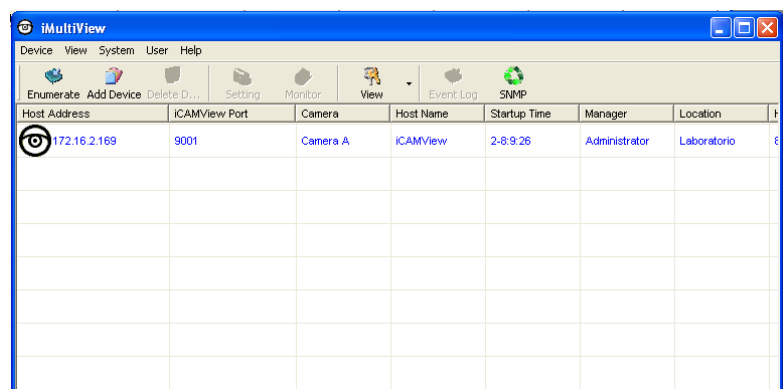 iMultiView
Device View System User Help
Enumerate Add Device Delete D... Setting Monitor View Event Log SNMP
Host Address iCAMView Port Camera Host Name Startup Time Manager Location
172.16.2.169 9001 Camera A iCAMView 2-8:9:26 Administrator Laboratorio